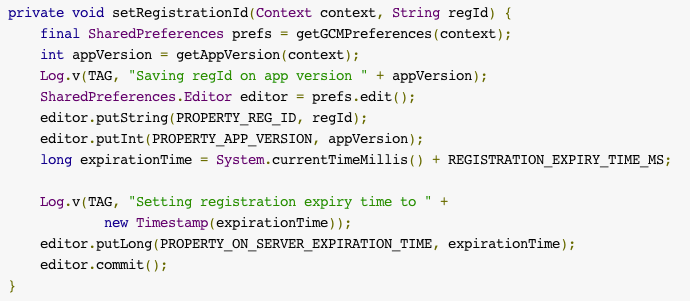 private void setRegistrationId(Context context, String regId) {
    final SharedPreferences prefs = getGCMPreferences(context);
    int appVersion = getAppVersion(context);
    Log.v(TAG, "Saving regId on app version " + appVersion);
    SharedPreferences.Editor editor = prefs.edit();
    editor.putString(PROPERTY_REG_ID, regId);
    editor.putInt(PROPERTY_APP_VERSION, appVersion);
    long expirationTime = System.currentTimeMillis() + REGISTRATION_EXPIRY_TIME_MS;

    Log.v(TAG, "Setting registration expiry time to " +
            new Timestamp(expirationTime));
    editor.putLong(PROPERTY_ON_SERVER_EXPIRATION_TIME, expirationTime);
    editor.commit();
}